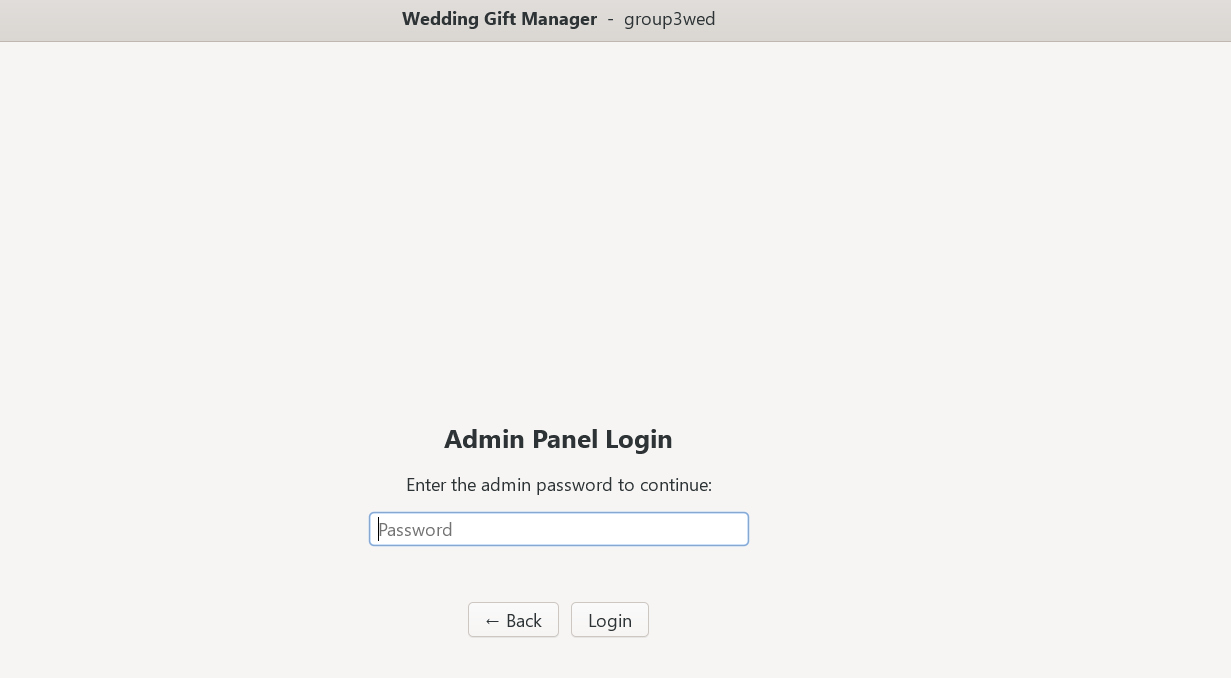 Wedding Gift Manager - group3wed
Admin Panel Login
Enter the admin password to continue:
Password
← Back Login